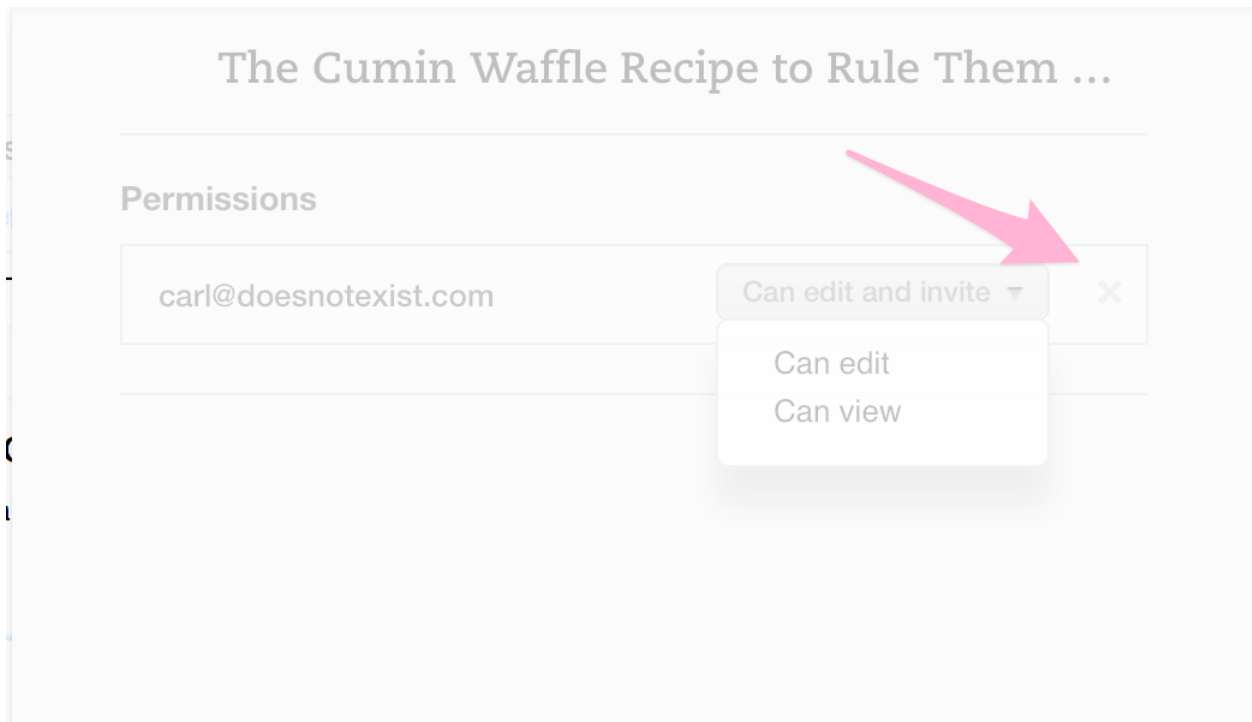 The Cumin Waffle Recipe to Rule Them ...
Permissions
carl@doesnotexist.com Can edit and invite
Can edit
Can view